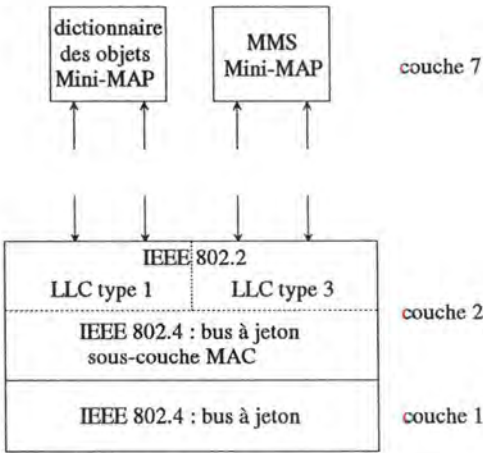 dictionnaire
des objets
Mini-MAP
MMS
Mini-MAP
couche 7
IEEE 802.2
LLC type 1
LLC type 3
couche 2
IEEE 802.4 : bus à jeton
sous-couche MAC
IEEE 802.4 : bus à jeton
couche 1